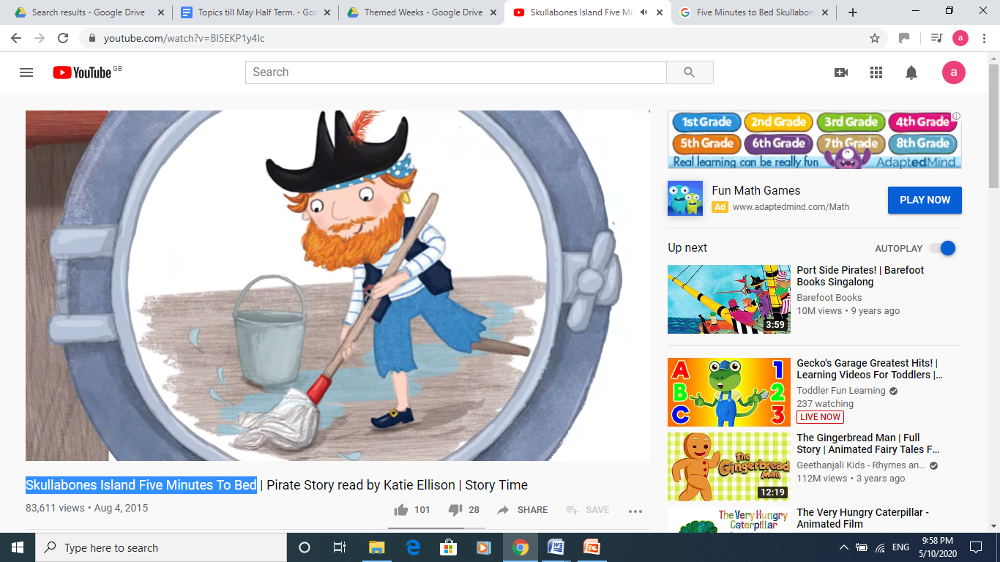 Search results - Google Drive
Topics till May Half Term. - Goo
Themed Weeks - Google Drive
Skullabones Island Five Mi
Five Minutes to Bed Skullabon
youtube.com/watch?v=BI5EKP1y4lc
a
YouTube GB
Search
a
1st Grade 2nd Grade 3rd Grade 4th Grade
5th Grade 6th Grade 7th Grade 8th Grade
Real learning can be really fun AdaptedMind
Fun Math Games
Ad www.adaptedmind.com/Math
PLAY NOW
Up next
AUTOPLAY
3:59
Port Side Pirates! | Barefoot
Books Singalong
Barefoot Books
10M views • 9 years ago
A 1
B 2
C 3
Gecko's Garage Greatest Hits! |
Learning Videos For Toddlers |...
Toddler Fun Learning
237 watching
LIVE NOW
The
Gingerbread
Man
12:19
The Gingerbread Man | Full
Story | Animated Fairy Tales F...
Geethanjali Kids - Rhymes an...
112M views • 3 years ago
The Very Hungry
Caterpillar
The Very Hungry Caterpillar -
Animated Film
Skullabones Island Five Minutes To Bed | Pirate Story read by Katie Ellison | Story Time
83,611 views • Aug 4, 2015
101 28 SHARE SAVE
Type here to search
ENG
9:58 PM
5/10/2020